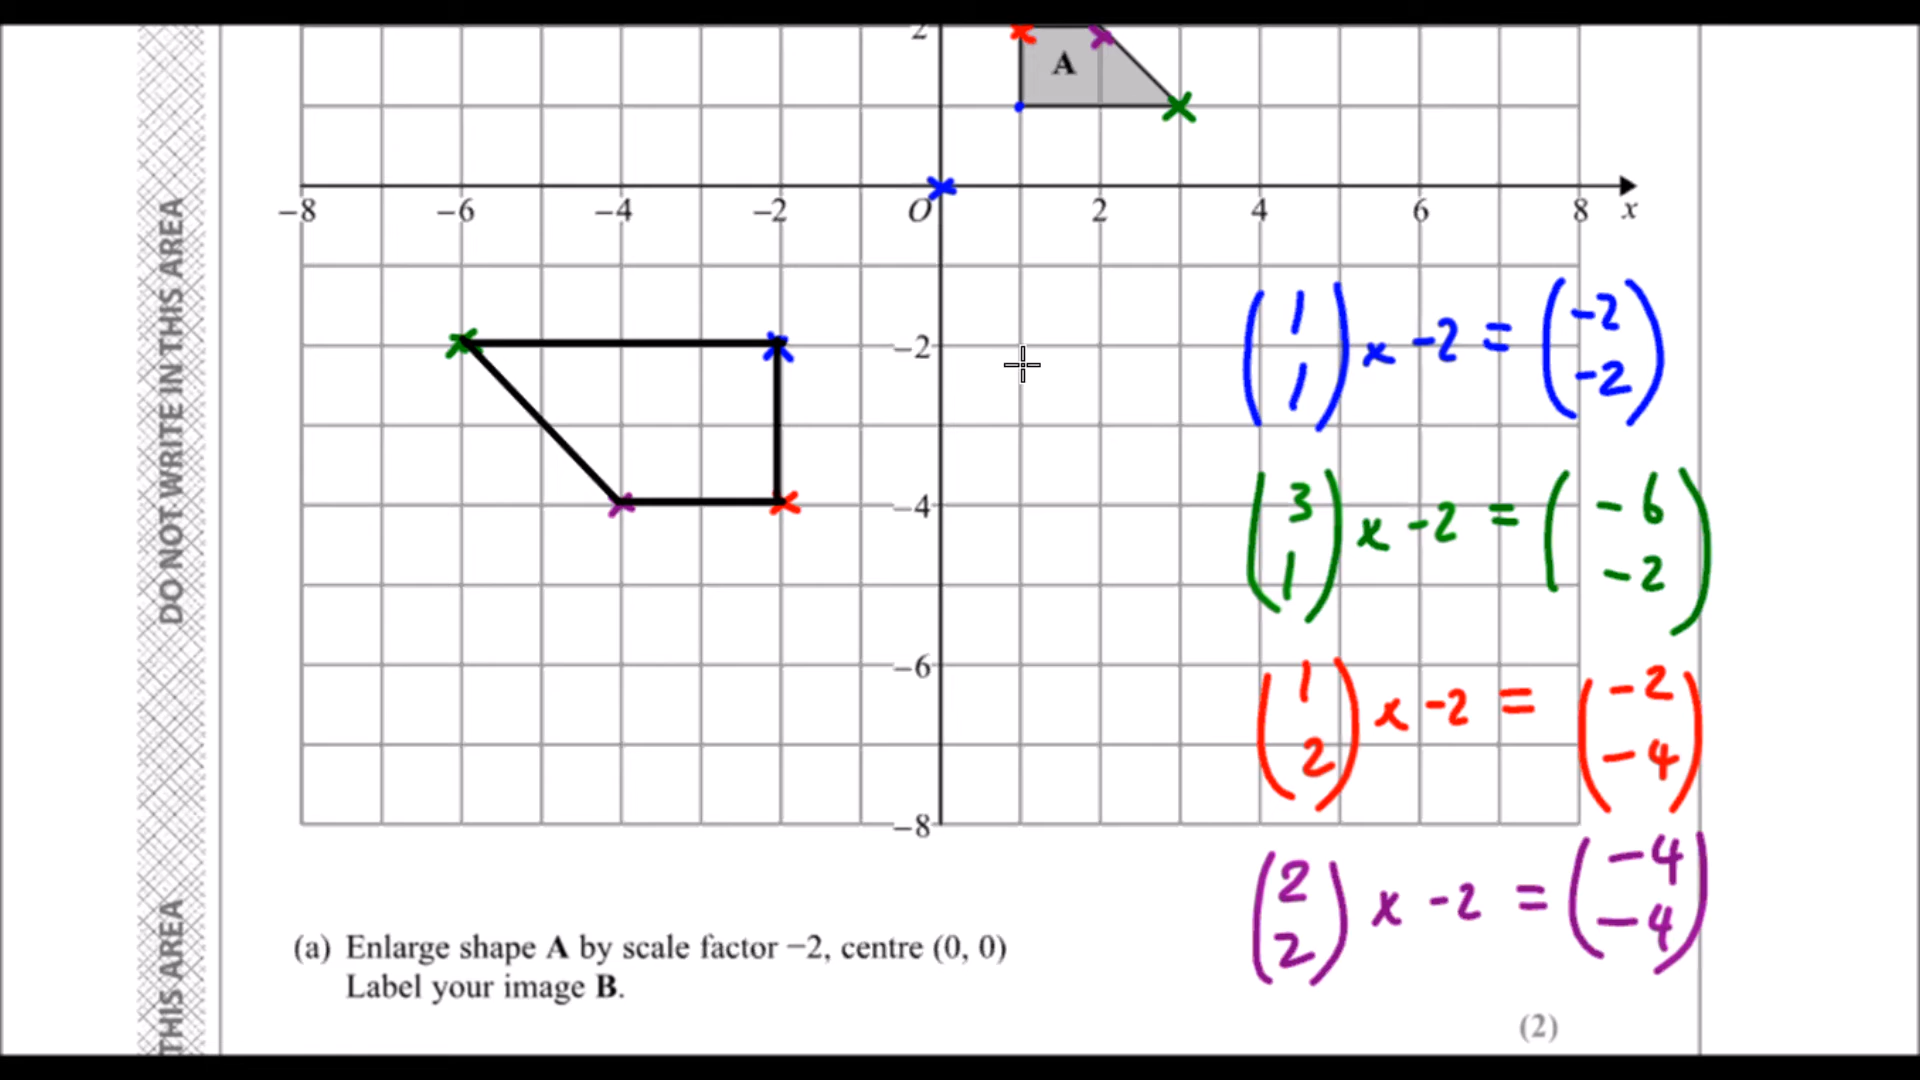 DO NOT WRITE IN THIS AREA
THIS AREA
2
A
−8 −6 −4 −2 O 2 4 6 8 x
−2
−4
−6
−8
(1 1) x -2 = (-2 -2)
(3 1) x -2 = (-6 -2)
(1 2) x -2 = (-2 -4)
(2 2) x -2 = (-4 -4)
(a) Enlarge shape A by scale factor −2, centre (0, 0)
Label your image B.
(2)